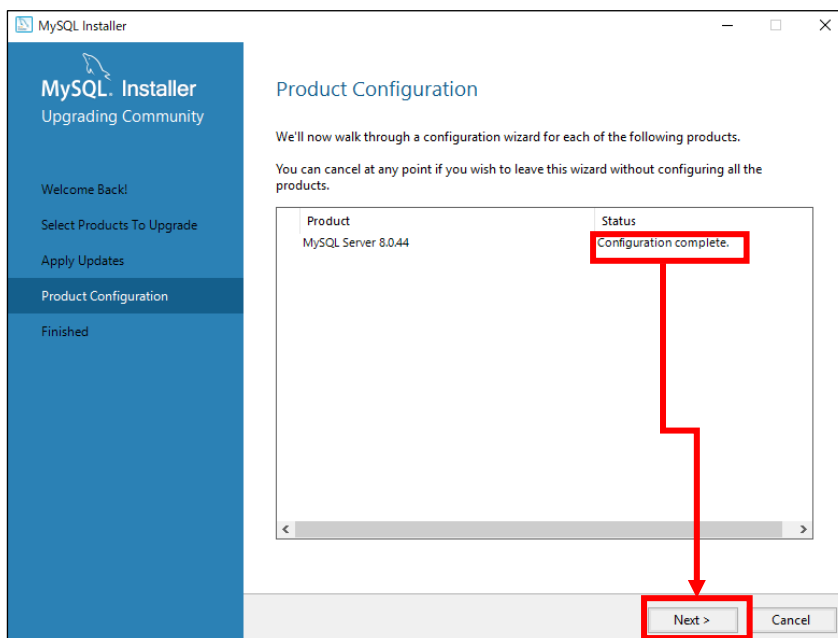 MySQL Installer
MySQL. Installer
Upgrading Community
Welcome Back!
Select Products To Upgrade
Apply Updates
Product Configuration
Finished
Product Configuration
We'll now walk through a configuration wizard for each of the following products.
You can cancel at any point if you wish to leave this wizard without configuring all the
products.
Product Status
MySQL Server 8.0.44 Configuration complete.
Next > Cancel